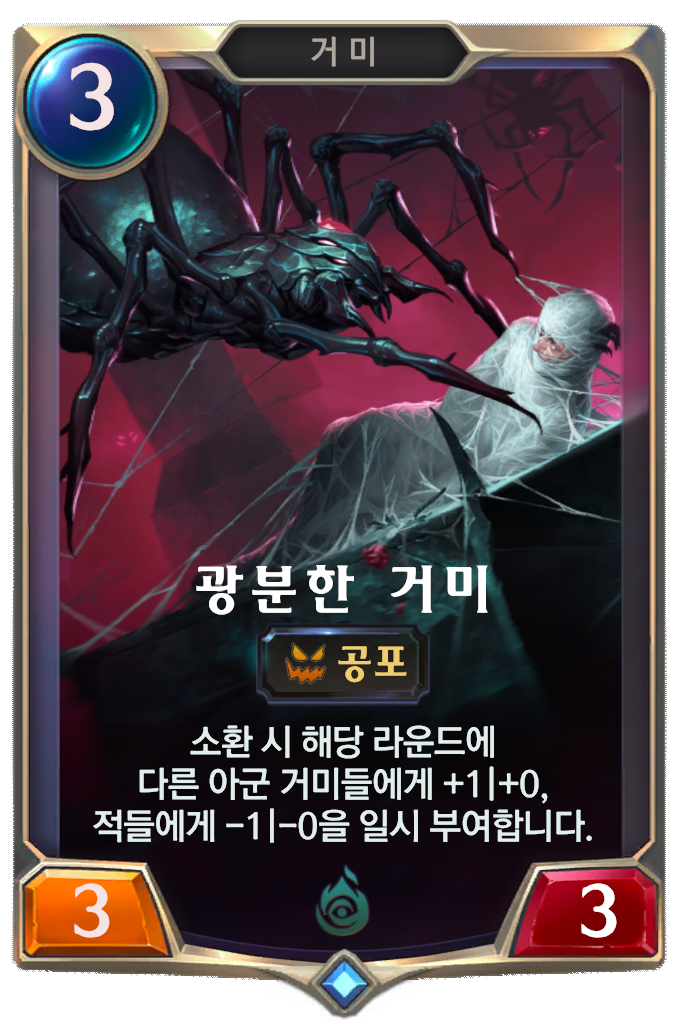 거미
3
광분한 거미
공포
소환 시 해당 라운드에
다른 아군 거미들에게 +1|+0,
적들에게 -1|-0을 일시 부여합니다.
3
3